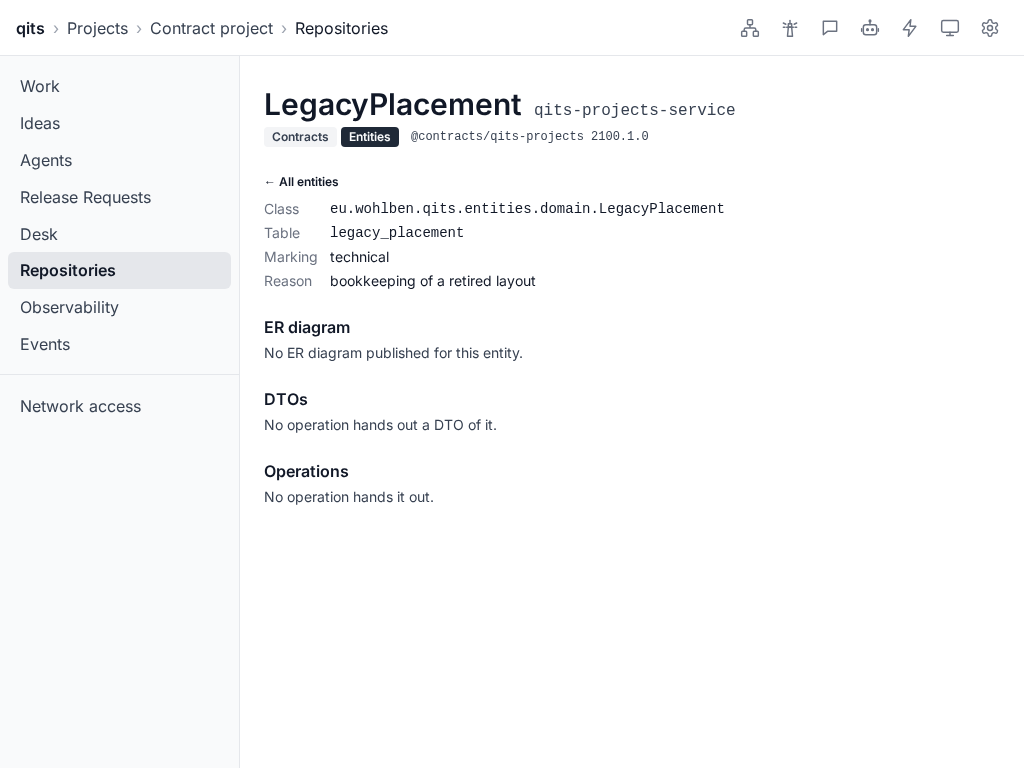 qits › Projects › Contract project › Repositories
Work
Ideas
Agents
Release Requests
Desk
Repositories
Observability
Events
Network access
LegacyPlacement qits-projects-service
Contracts Entities @contracts/qits-projects 2100.1.0
← All entities
Class eu.wohlben.qits.entities.domain.LegacyPlacement
Table legacy_placement
Marking technical
Reason bookkeeping of a retired layout
ER diagram
No ER diagram published for this entity.
DTOs
No operation hands out a DTO of it.
Operations
No operation hands it out.